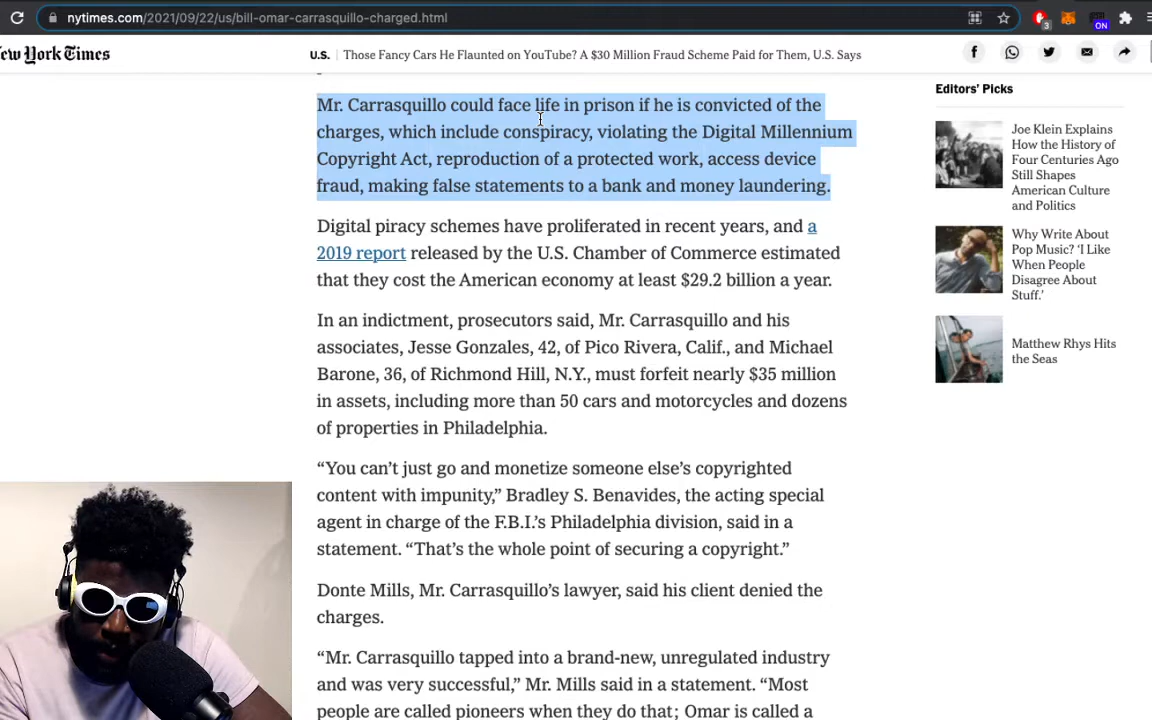 nytimes.com/2021/09/22/us/bill-omar-carrasquillo-charged.html
3
ON
ew York Times
U.S. Those Fancy Cars He Flaunted on YouTube? A $30 Million Fraud Scheme Paid for Them, U.S. Says
Mr. Carrasquillo could face life in prison if he is convicted of the
charges, which include conspiracy, violating the Digital Millennium
Copyright Act, reproduction of a protected work, access device
fraud, making false statements to a bank and money laundering.
Digital piracy schemes have proliferated in recent years, and a
2019 report released by the U.S. Chamber of Commerce estimated
that they cost the American economy at least $29.2 billion a year.
In an indictment, prosecutors said, Mr. Carrasquillo and his
associates, Jesse Gonzales, 42, of Pico Rivera, Calif., and Michael
Barone, 36, of Richmond Hill, N.Y., must forfeit nearly $35 million
in assets, including more than 50 cars and motorcycles and dozens
of properties in Philadelphia.
“You can’t just go and monetize someone else’s copyrighted
content with impunity,” Bradley S. Benavides, the acting special
agent in charge of the F.B.I.’s Philadelphia division, said in a
statement. “That’s the whole point of securing a copyright.”
Donte Mills, Mr. Carrasquillo’s lawyer, said his client denied the
charges.
“Mr. Carrasquillo tapped into a brand-new, unregulated industry
and was very successful,” Mr. Mills said in a statement. “Most
people are called pioneers when they do that; Omar is called a
Editors’ Picks
Joe Klein Explains
How the History of
Four Centuries Ago
Still Shapes
American Culture
and Politics
Why Write About
Pop Music? ‘I Like
When People
Disagree About
Stuff.’
Matthew Rhys Hits
the Seas